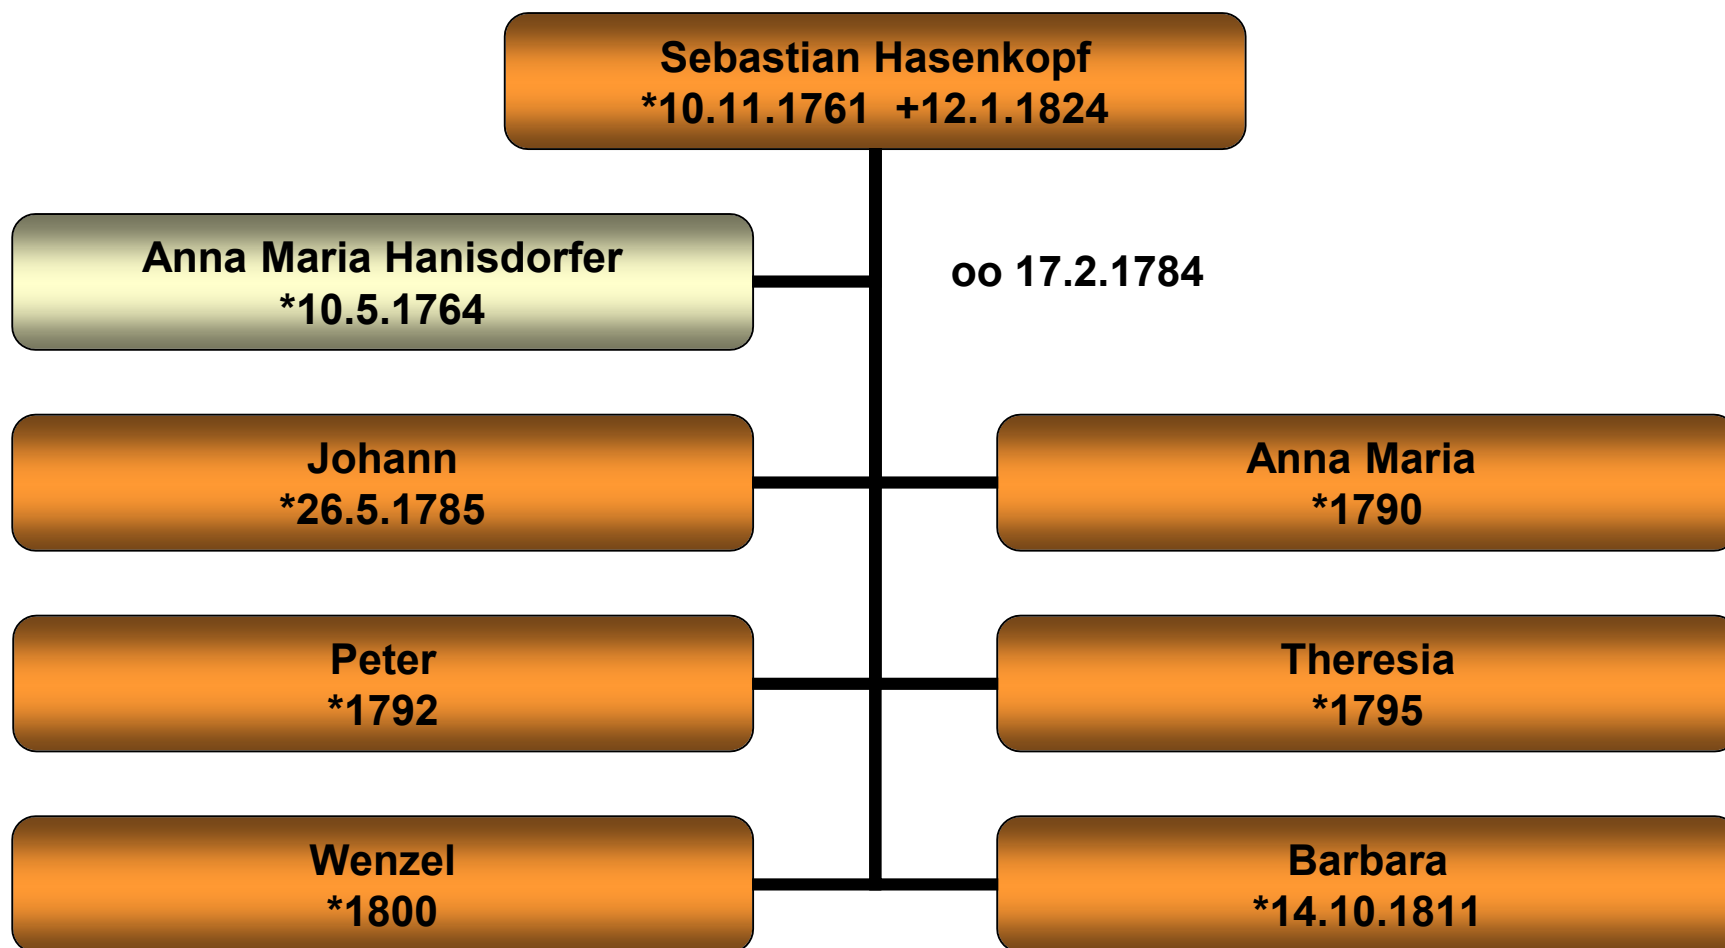 Sebastian Hasenkopf
*10.11.1761  +12.1.1824
Anna Maria Hanisdorfer
*10.5.1764
oo 17.2.1784
Johann
*26.5.1785
Anna Maria
*1790
Peter
*1792
Theresia
*1795
Wenzel
*1800
Barbara
*14.10.1811